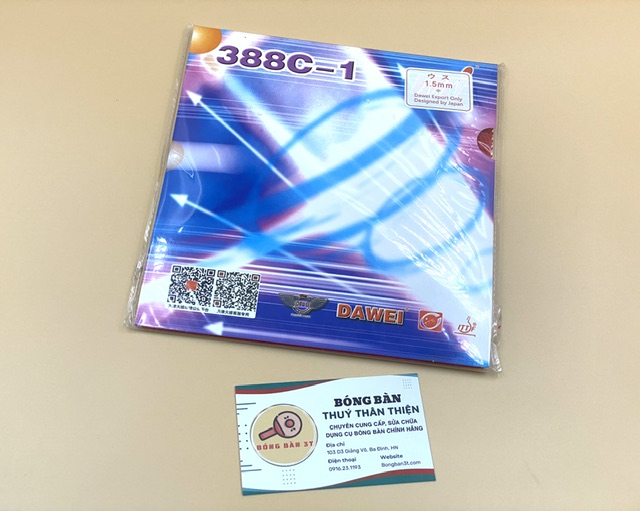 388C-1
ウス
1.5mm
Dawei Export Only
Designed by Japan
DAWEI
ITTF
BÓNG BÀN
THUÝ THÂN THIỆN
CHUYÊN CUNG CẤP, SỬA CHỮA
DỤNG CỤ BÓNG BÀN CHÍNH HÃNG
BÓNG BÀN 3T
Địa chỉ
103 D3 Giảng Võ, Ba Đình, HN
Điện thoại
0916.23.1193
Website
Bongban3t.com